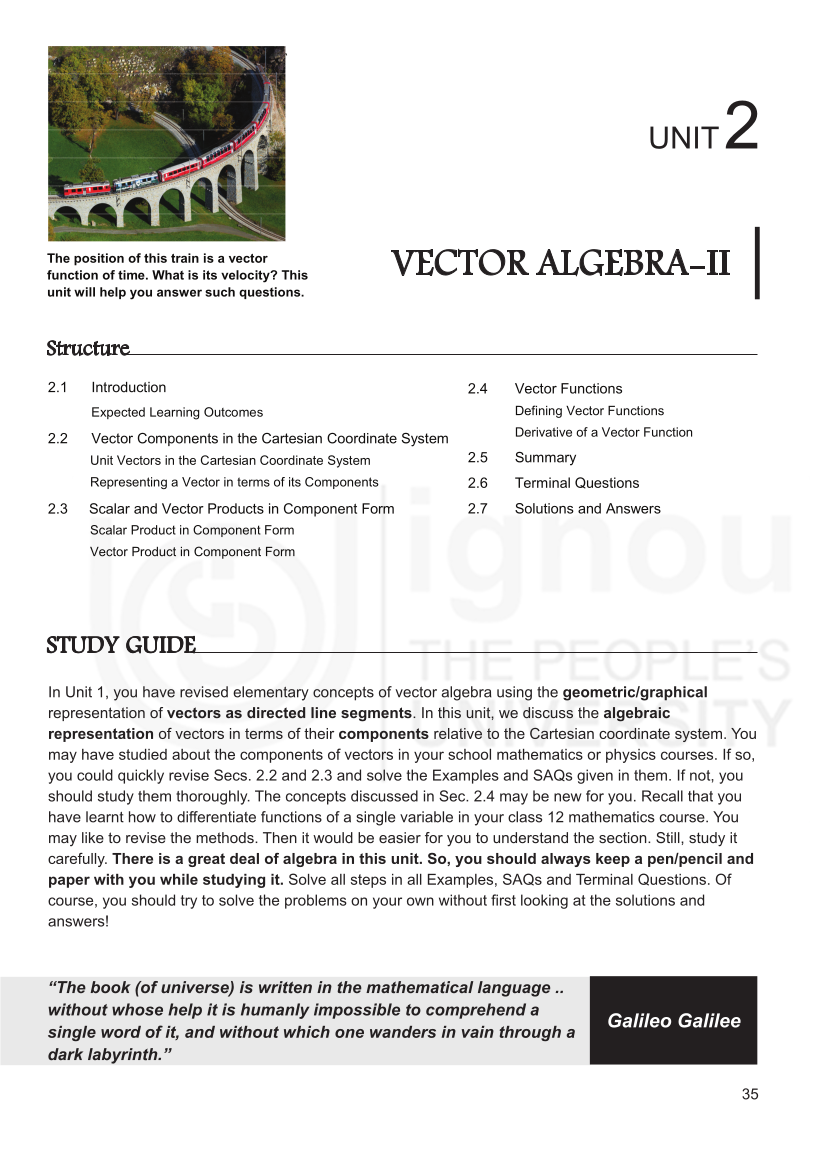 UNIT 2
The position of this train is a vector
function of time. What is its velocity? This
unit will help you answer such questions.
VECTOR ALGEBRA–II
Structure
2.1 Introduction
Expected Learning Outcomes
2.2 Vector Components in the Cartesian Coordinate System
Unit Vectors in the Cartesian Coordinate System
Representing a Vector in terms of its Components
2.3 Scalar and Vector Products in Component Form
Scalar Product in Component Form
Vector Product in Component Form
2.4 Vector Functions
Defining Vector Functions
Derivative of a Vector Function
2.5 Summary
2.6 Terminal Questions
2.7 Solutions and Answers
ignou
THE PEOPLE'S
UNIVERSITY
STUDY GUIDE
In Unit 1, you have revised elementary concepts of vector algebra using the geometric/graphical
representation of vectors as directed line segments. In this unit, we discuss the algebraic
representation of vectors in terms of their components relative to the Cartesian coordinate system. You
may have studied about the components of vectors in your school mathematics or physics courses. If so,
you could quickly revise Secs. 2.2 and 2.3 and solve the Examples and SAQs given in them. If not, you
should study them thoroughly. The concepts discussed in Sec. 2.4 may be new for you. Recall that you
have learnt how to differentiate functions of a single variable in your class 12 mathematics course. You
may like to revise the methods. Then it would be easier for you to understand the section. Still, study it
carefully. There is a great deal of algebra in this unit. So, you should always keep a pen/pencil and
paper with you while studying it. Solve all steps in all Examples, SAQs and Terminal Questions. Of
course, you should try to solve the problems on your own without first looking at the solutions and
answers!
“The book (of universe) is written in the mathematical language ..
without whose help it is humanly impossible to comprehend a
single word of it, and without which one wanders in vain through a
dark labyrinth.”
Galileo Galilee
35